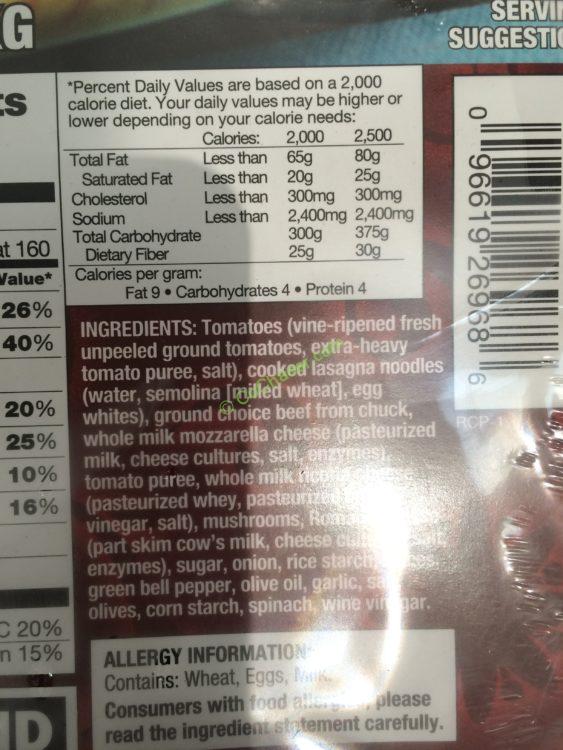 KG
SERVI
SUGGESTIO
ts
*Percent Daily Values are based on a 2,000
calorie diet. Your daily values may be higher or
lower depending on your calorie needs:
Calories: 2,000 2,500
Total Fat Less than 65g 80g
Saturated Fat Less than 20g 25g
Cholesterol Less than 300mg 300mg
Sodium Less than 2,400mg 2,400mg
Total Carbohydrate 300g 375g
Dietary Fiber 25g 30g
Calories per gram:
Fat 9 • Carbohydrates 4 • Protein 4
at 160
Value*
26%
40%
20%
25%
10%
16%
C 20%
n 15%
INGREDIENTS: Tomatoes (vine-ripened fresh
unpeeled ground tomatoes, extra-heavy
tomato puree, salt), cooked lasagna noodles
(water, semolina [milled wheat], egg
whites), ground choice beef from chuck,
whole milk mozzarella cheese (pasteurized
milk, cheese cultures, salt, enzymes),
tomato puree, whole milk
(pasteurized whey, pasteurized
vinegar, salt), mushrooms,
(part skim cow's milk, cheese
enzymes), sugar, onion, rice starch,
green bell pepper, olive oil, garlic,
olives, corn starch, spinach, wine vinegar.
ALLERGY INFORMATION
Contains: Wheat, Eggs, Milk.
Consumers with food please
read the ingredient statement carefully.
0 96619 26968 6
RCP-1
© CoCheaer.com